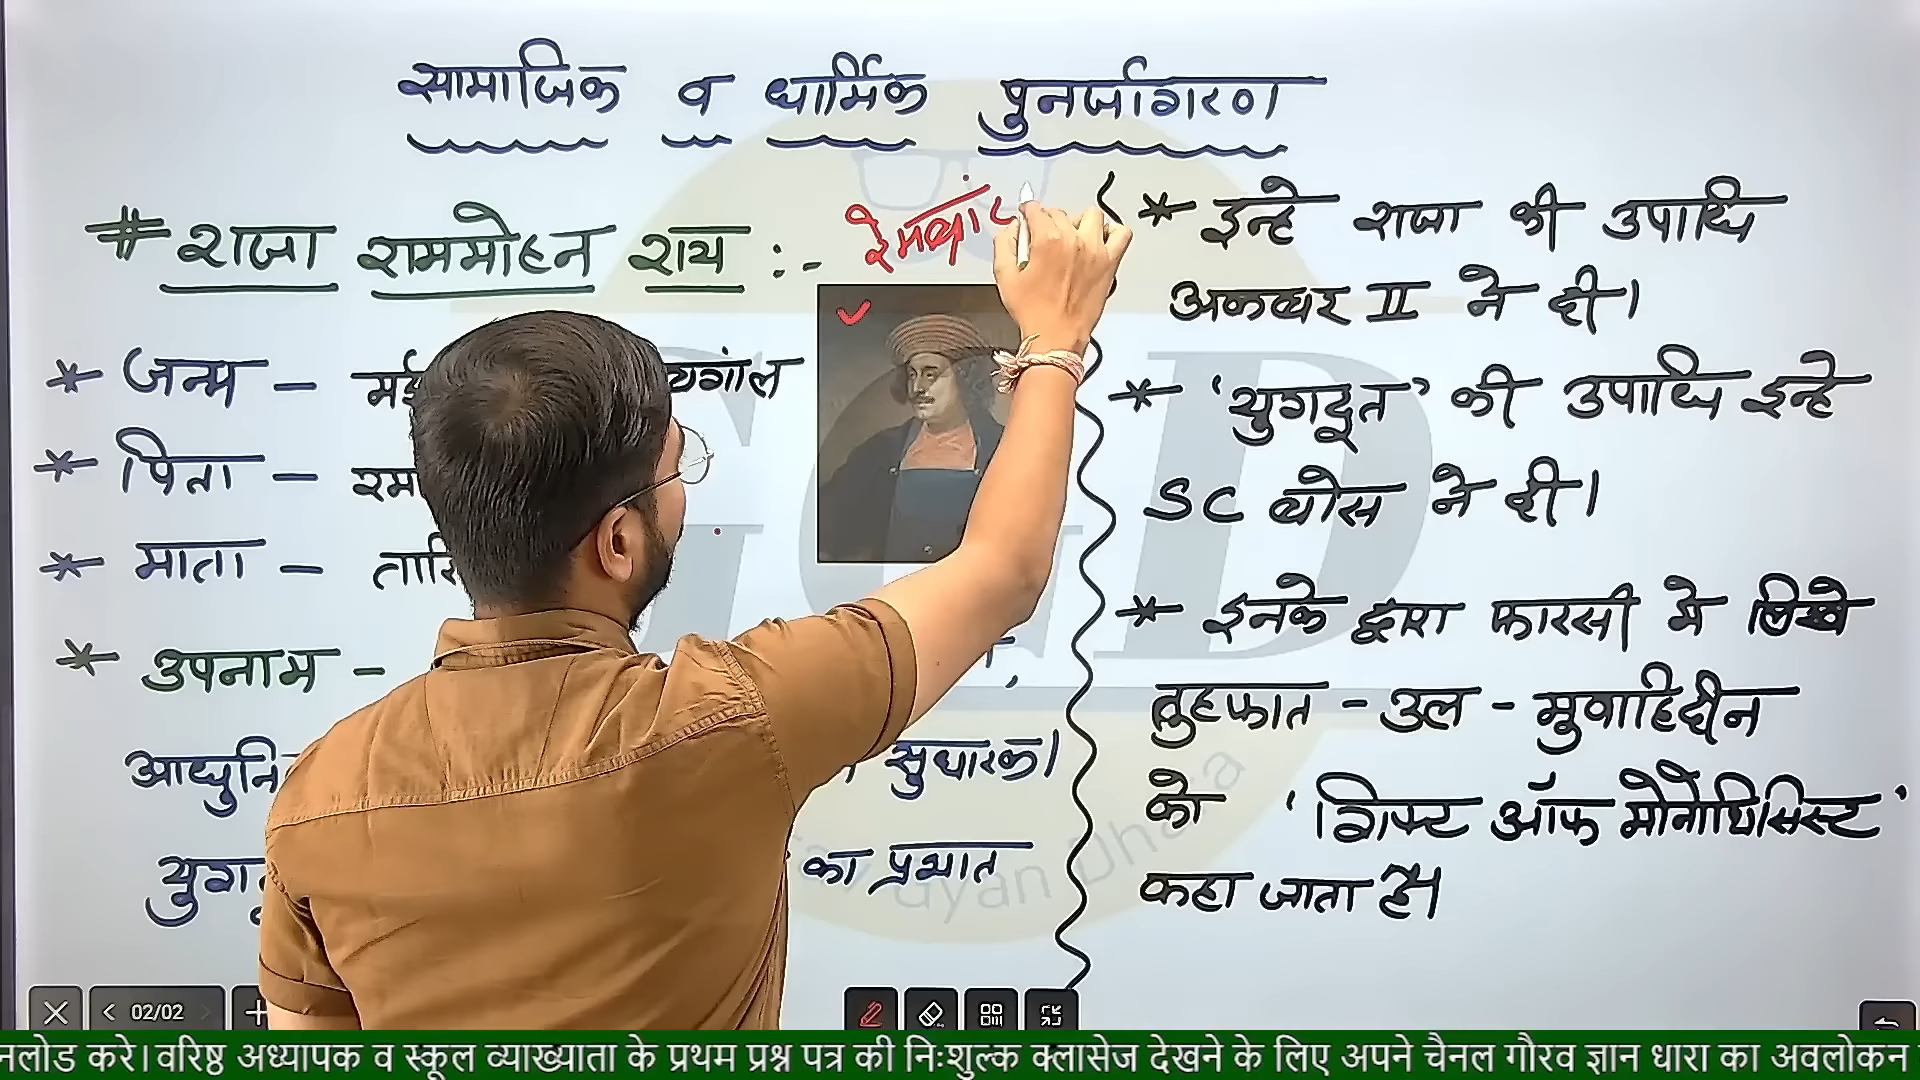 सामाजिक व धार्मिक पुनर्जागरण
# राजा राममोहन राय :-
* जन्म -
* पिता -
* माता -
* उपनाम -
सुधारक।
का प्रभात
* इन्हे राजा की उपाधि
अकबर II ने दी।
* 'युगदूत' की उपाधि इन्हे
SC बोस ने दी।
* इनके द्वारा फारसी मे लिखे
तुहफात - उल - मुवाहिद्दीन
को 'गिफ्ट ऑफ मोनोथिसिस्ट'
कहा जाता है।
Gyan Dhara
02/02
नलोड करे। वरिष्ठ अध्यापक व स्कूल व्याख्याता के प्रथम प्रश्न पत्र की निःशुल्क क्लासेज देखने के लिए अपने चैनल गौरव ज्ञान धारा का अवलोकन